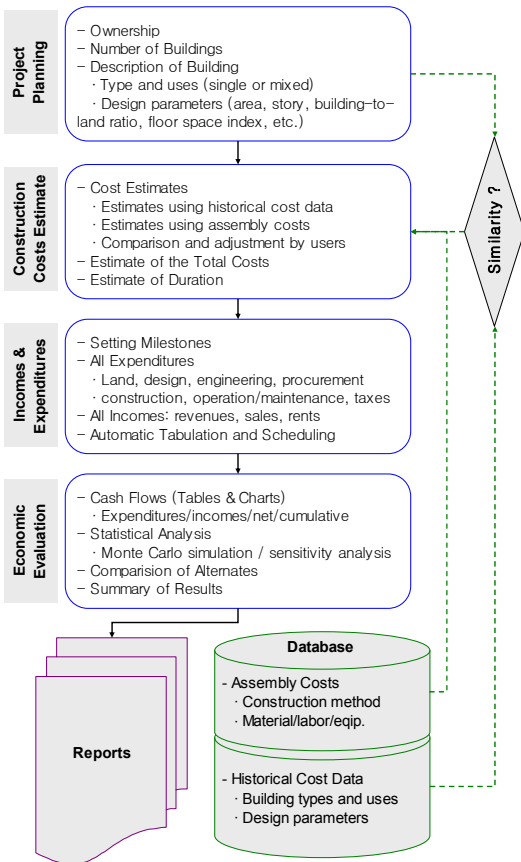 Project
Planning
- Ownership
- Number of Buildings
- Description of Building
· Type and uses (single or mixed)
· Design parameters (area, story, building-to-
land ratio, floor space index, etc.)
Construction
Costs Estimate
- Cost Estimates
· Estimates using historical cost data
· Estimates using assembly costs
· Comparison and adjustment by users
- Estimate of the Total Costs
- Estimate of Duration
Similarity ?
Incomes &
Expenditures
- Setting Milestones
- All Expenditures
· Land, design, engineering, procurement
· construction, operation/maintenance, taxes
- All Incomes: revenues, sales, rents
- Automatic Tabulation and Scheduling
Economic
Evaluation
- Cash Flows (Tables & Charts)
· Expenditures/incomes/net/cumulative
- Statistical Analysis
· Monte Carlo simulation / sensitivity analysis
- Comparision of Alternates
- Summary of Results
Reports
Database
- Assembly Costs
· Construction method
· Material/labor/eqip.
- Historical Cost Data
· Building types and uses
· Design parameters